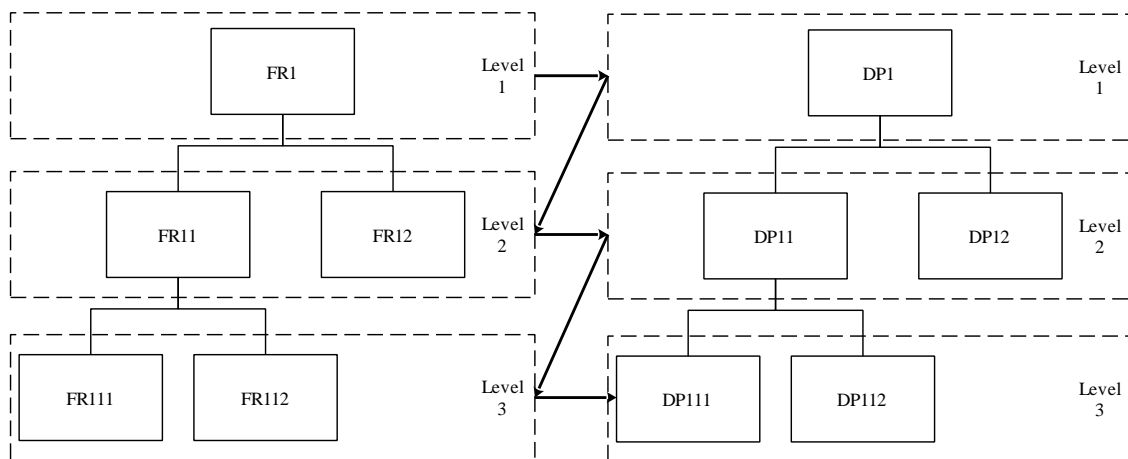 FR1
Level
1
DP1
Level
1
FR11
FR12
Level
2
DP11
DP12
Level
2
FR111
FR112
Level
3
DP111
DP112
Level
3